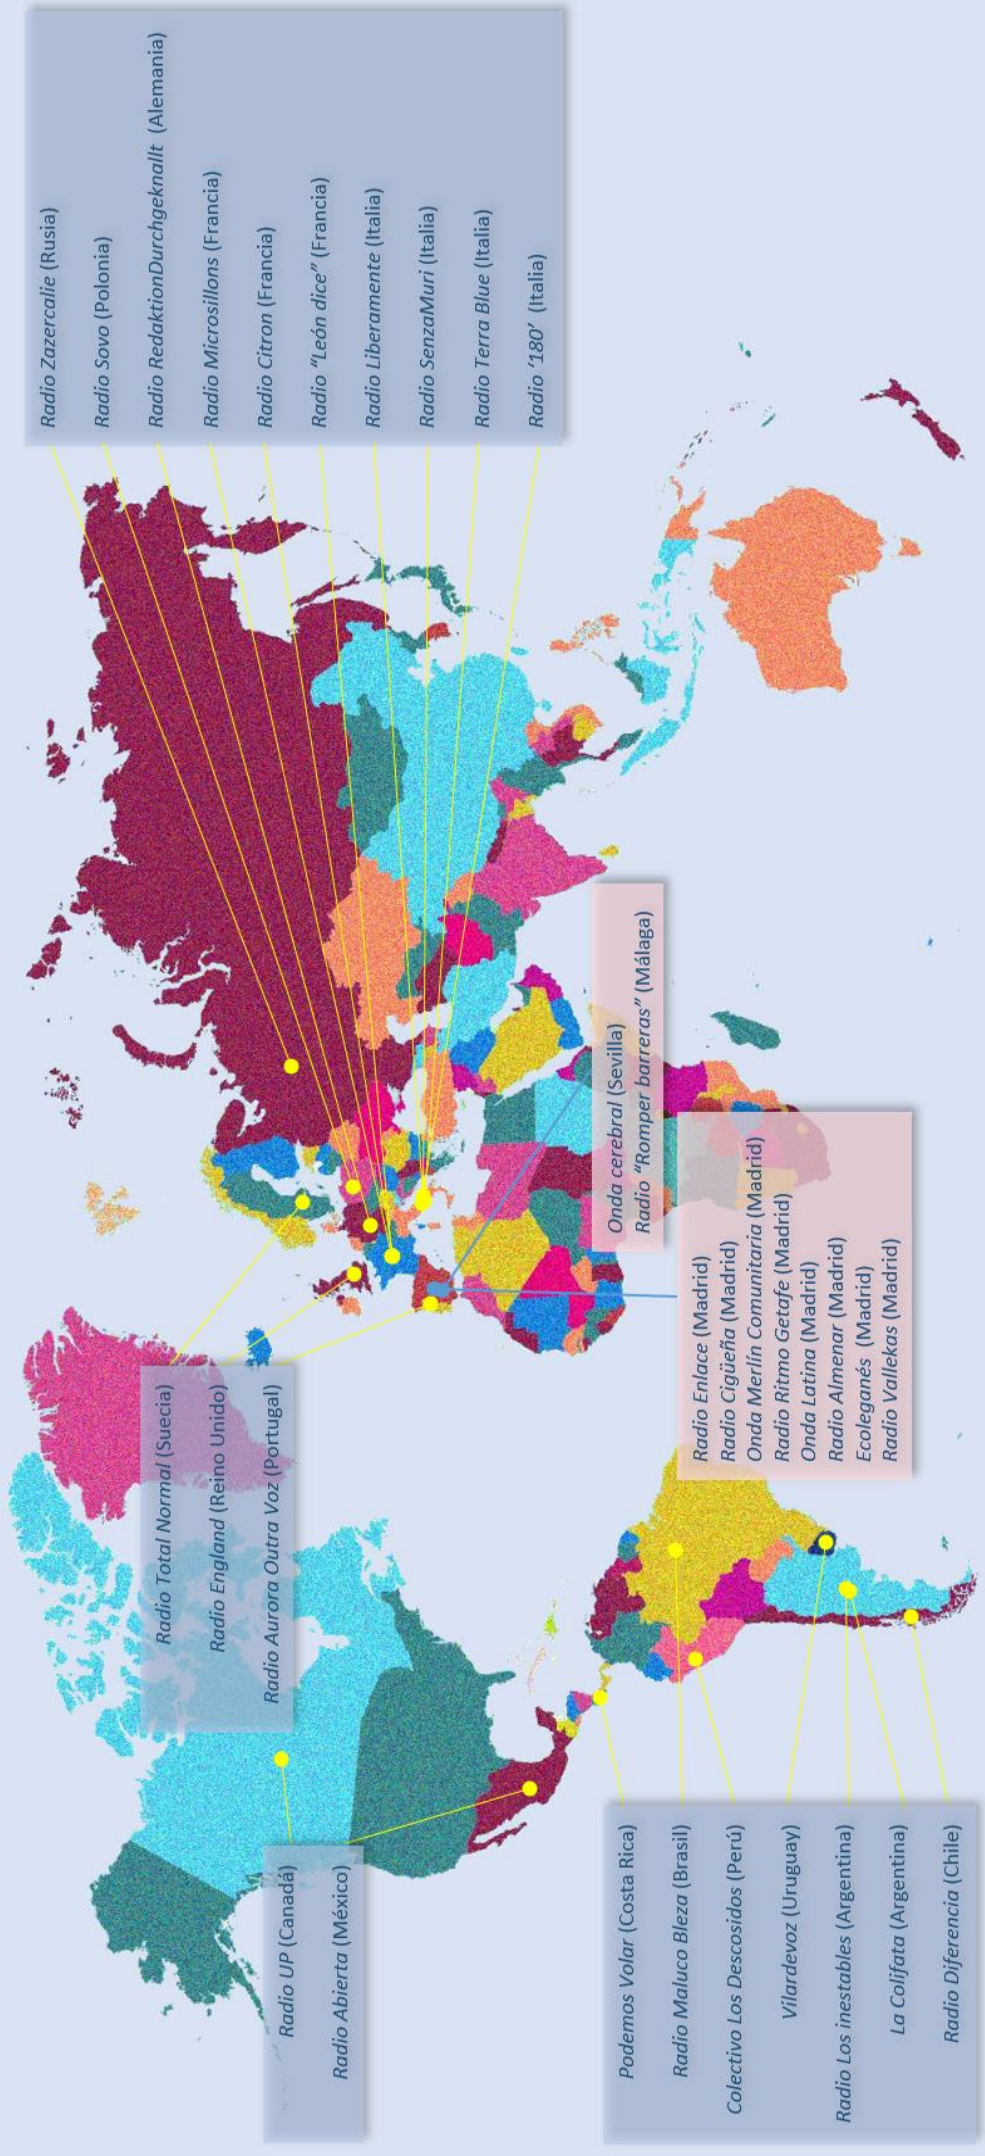 Radio UP (Canadá)
Radio Abierta (México)
Radio Total Normal (Suecia)
Radio England (Reino Unido)
Radio Aurora Outra Voz (Portugal)
Radio Zazercalie (Rusia)
Radio Sovo (Polonia)
Radio RedaktionDurchgeknallt (Alemania)
Radio Microsillons (Francia)
Radio Citron (Francia)
Radio “León dice” (Francia)
Radio Liberamente (Italia)
Radio SenzaMuri (Italia)
Radio Terra Blue (Italia)
Radio ‘180’ (Italia)
Podemos Volar (Costa Rica)
Radio Maluco Bleza (Brasil)
Colectivo Los Descosidos (Perú)
Vilardevoz (Uruguay)
Radio Los inestables (Argentina)
La Colifata (Argentina)
Radio Diferencia (Chile)
Radio Enlace (Madrid)
Radio Cigüeña (Madrid)
Onda Merlín Comunitaria (Madrid)
Radio Ritmo Getafe (Madrid)
Onda Latina (Madrid)
Radio Almenar (Madrid)
Ecoleganés (Madrid)
Radio Vallekas (Madrid)
Onda cerebral (Sevilla)
Radio “Romper barreras” (Málaga)